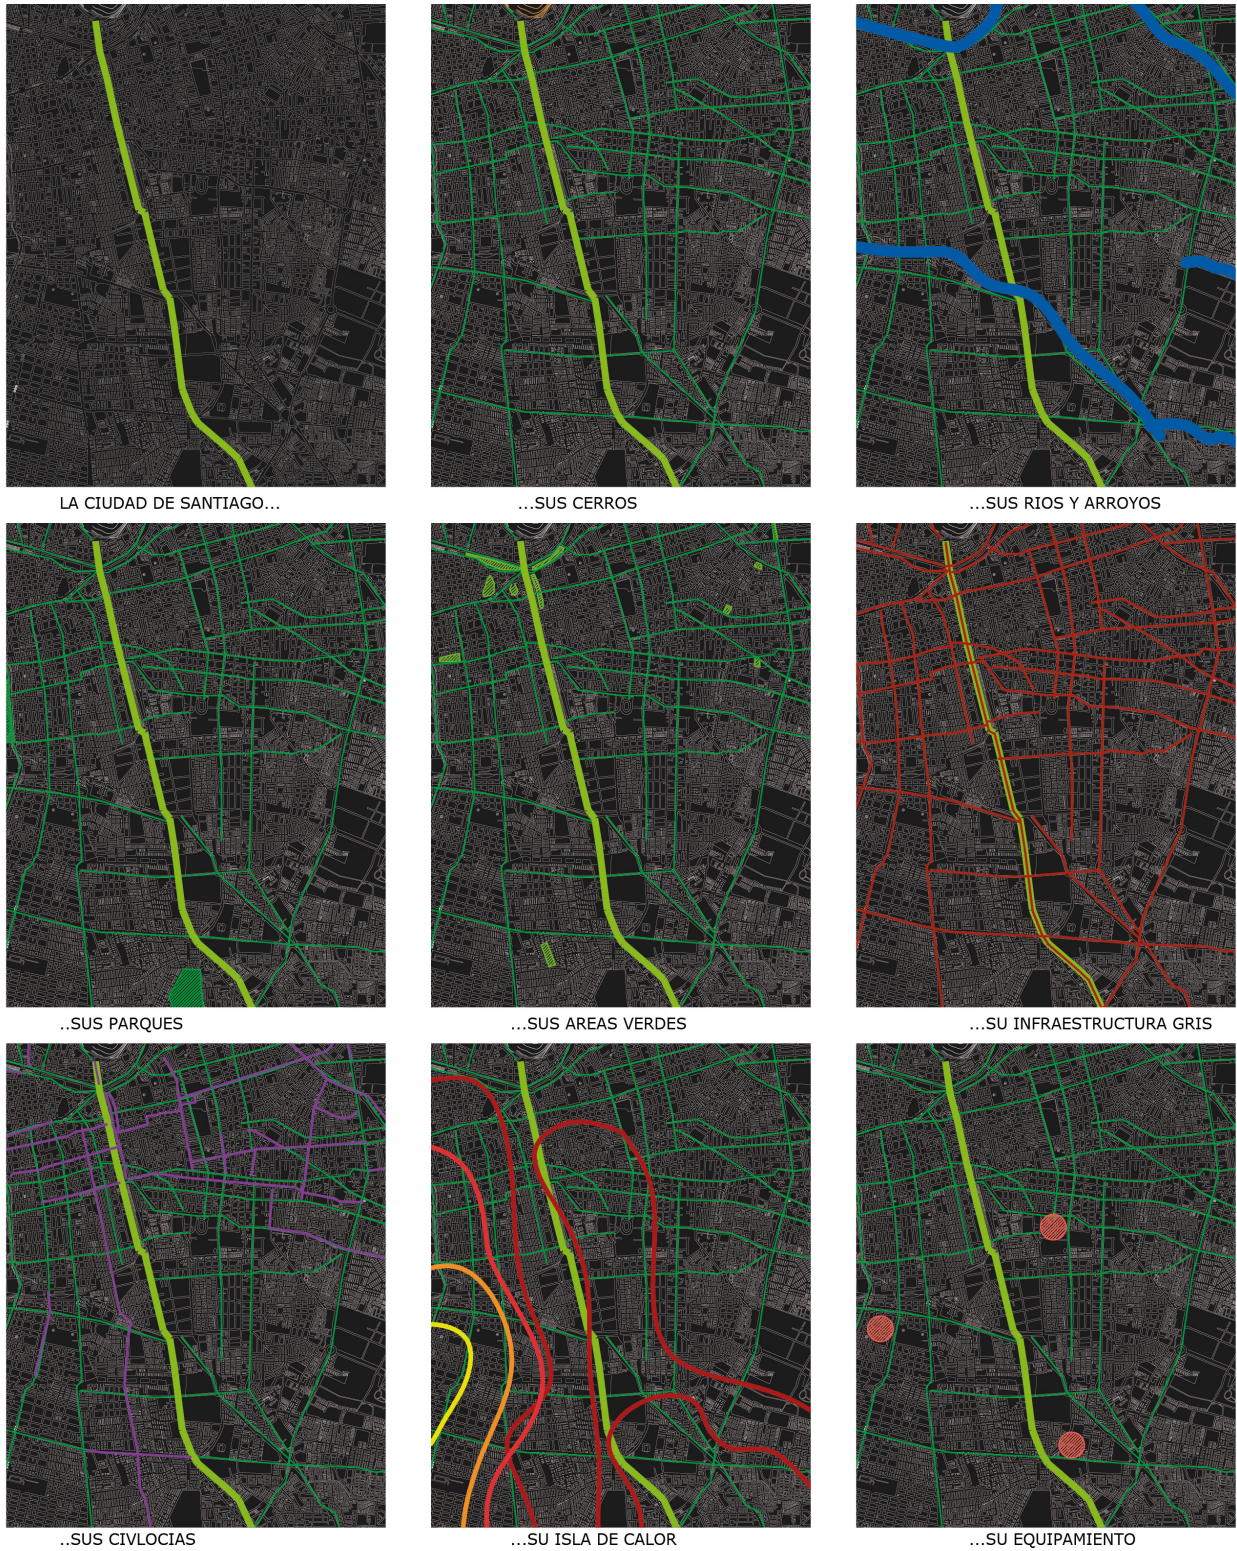 LA CIUDAD DE SANTIAGO...
...SUS CERROS
...SUS RIOS Y ARROYOS
..SUS PARQUES
...SUS AREAS VERDES
...SU INFRAESTRUCTURA GRIS
..SUS CIVLOCIAS
...SU ISLA DE CALOR
...SU EQUIPAMIENTO